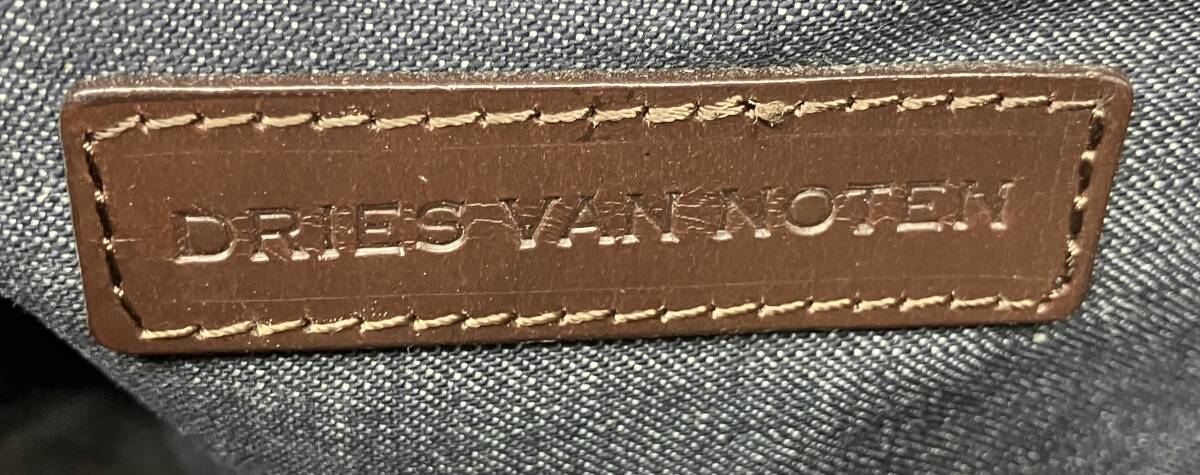 DRIES VAN NOTEN